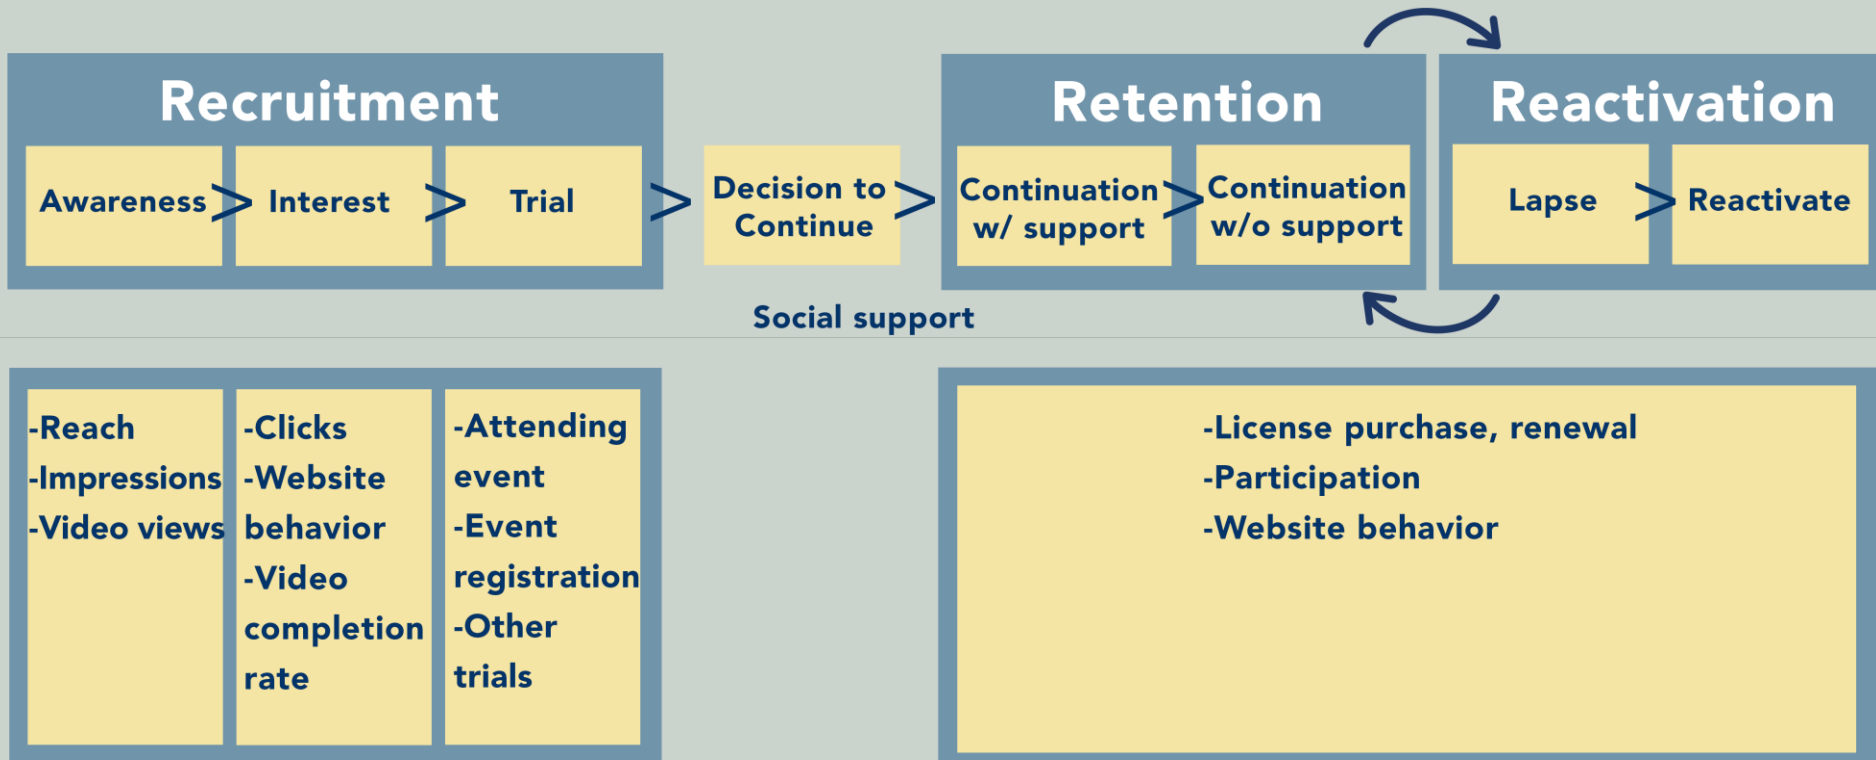 Recruitment
Awareness > Interest > Trial
>
Decision to
Continue
>
Retention
Continuation
w/ support
>
Continuation
w/o support
Reactivation
Lapse > Reactivate
Social support
-Reach
-Impressions
-Video views
-Clicks
-Website
behavior
-Video
completion
rate
-Attending
event
-Event
registration
-Other
trials
-License purchase, renewal
-Participation
-Website behavior